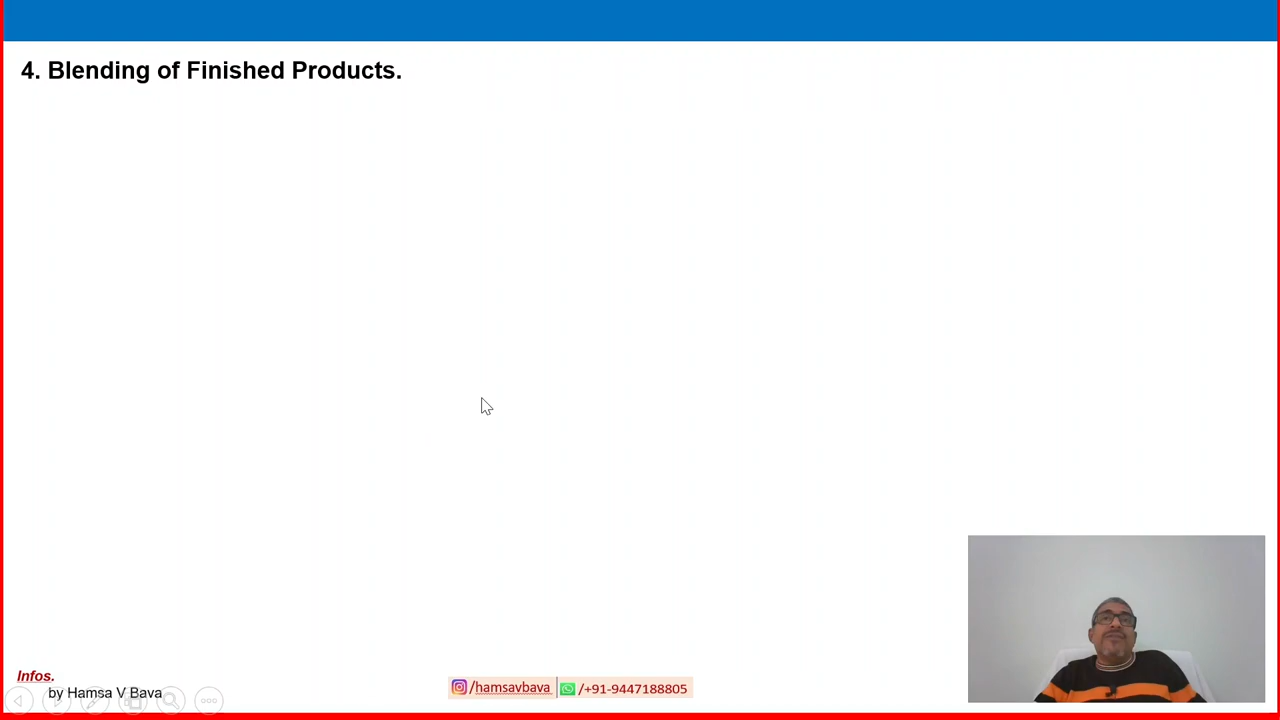 4. Blending of Finished Products.
Infos.
by Hamsa V Bava
/hamsavbava
/+91-9447188805